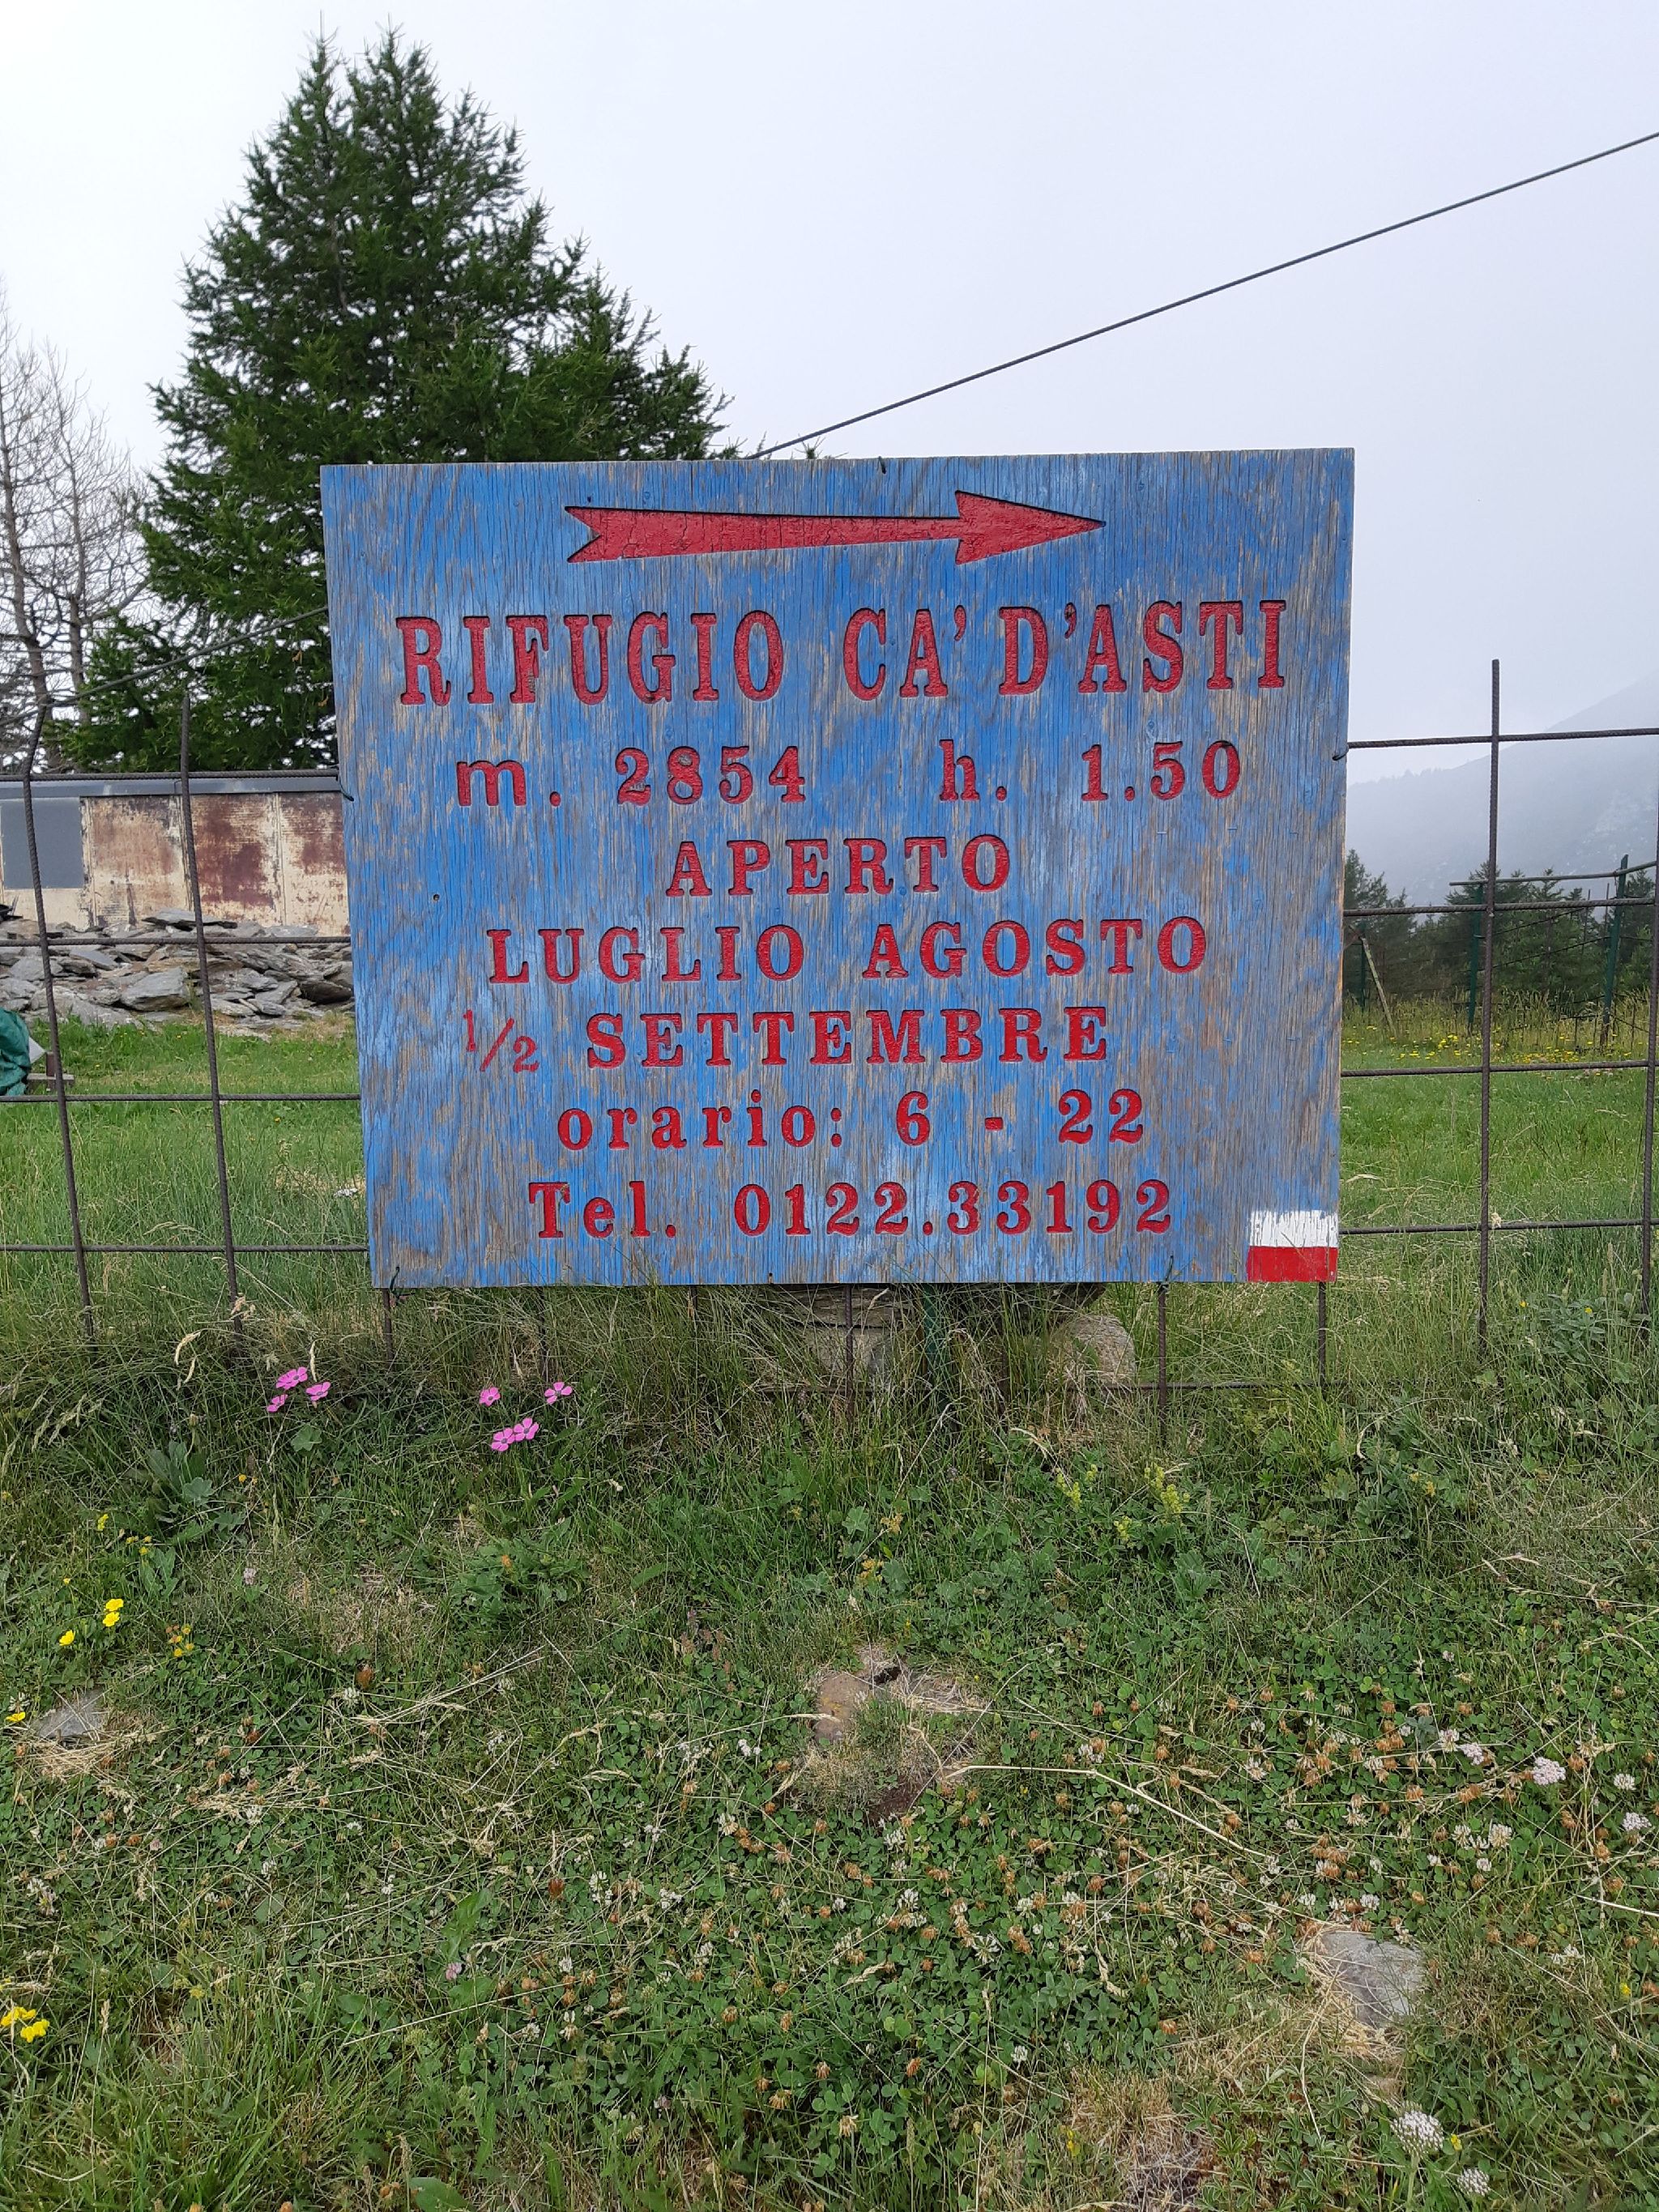 RIFUGIO CA' D'ASTI
m. 2854 h. 1.50
APERTO
LUGLIO AGOSTO
1/2 SETTEMBRE
orario: 6 - 22
Tel. 0122.33192